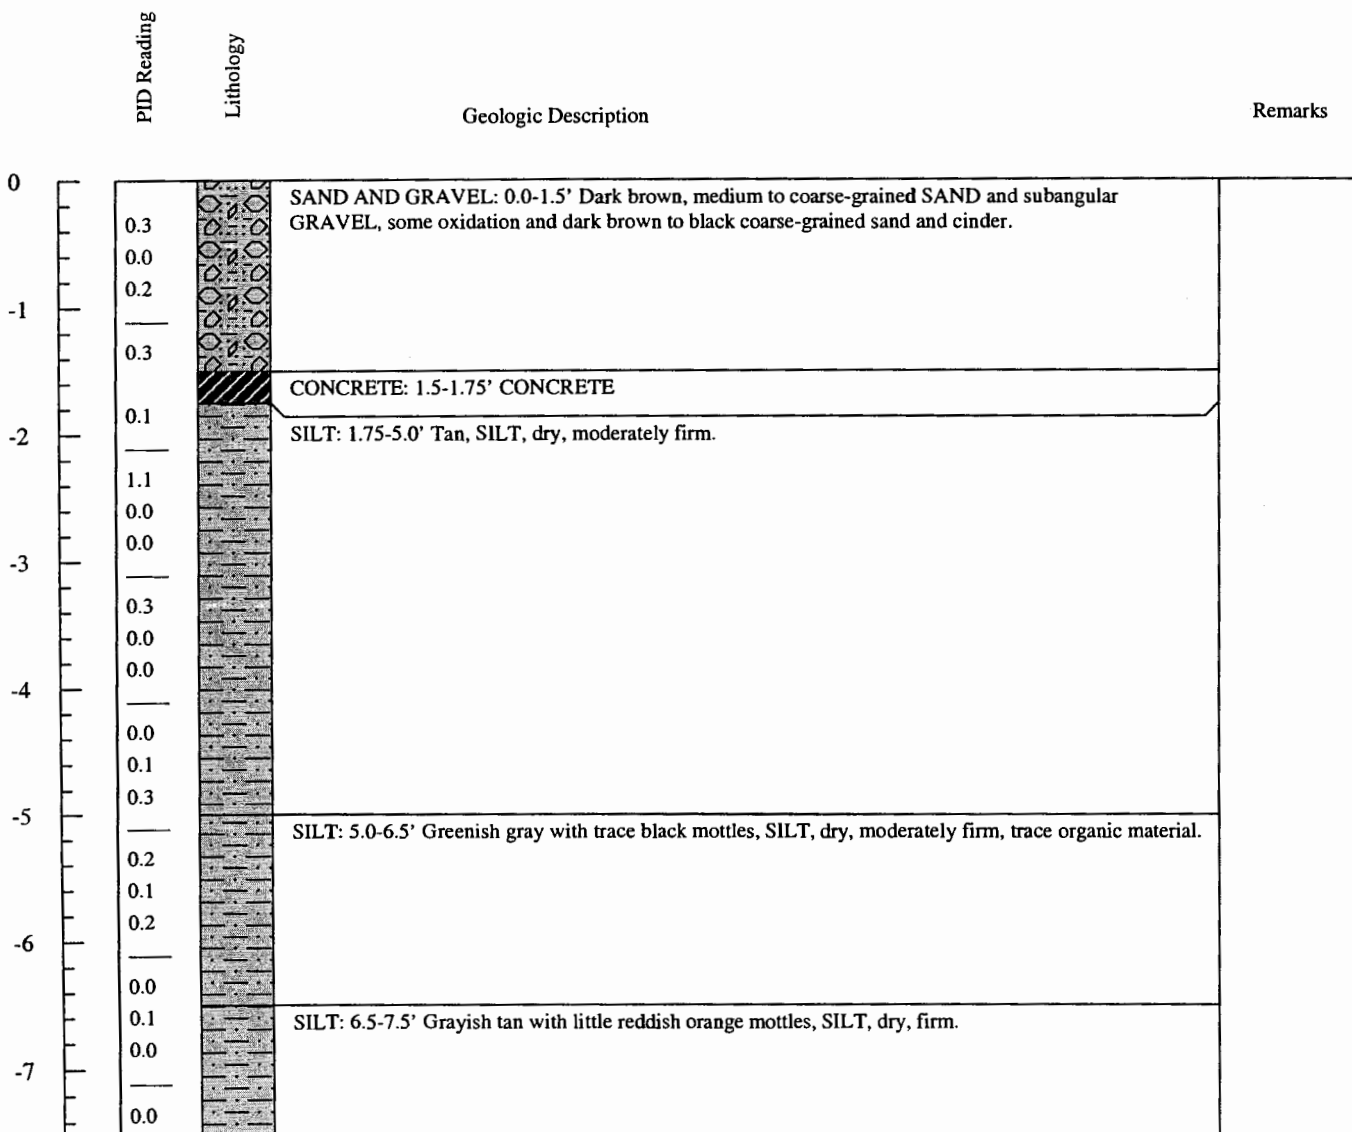 PID Reading
Lithology
Geologic Description
Remarks
0
SAND AND GRAVEL: 0.0-1.5' Dark brown, medium to coarse-grained SAND and subangular
GRAVEL, some oxidation and dark brown to black coarse-grained sand and cinder.
0.3
0.0
0.2
-1
0.3
CONCRETE: 1.5-1.75' CONCRETE
0.1
-2
SILT: 1.75-5.0' Tan, SILT, dry, moderately firm.
1.1
0.0
0.0
-3
0.3
0.0
0.0
-4
0.0
0.1
0.3
-5
SILT: 5.0-6.5' Greenish gray with trace black mottles, SILT, dry, moderately firm, trace organic material.
0.2
0.1
0.2
-6
0.0
0.1
SILT: 6.5-7.5' Grayish tan with little reddish orange mottles, SILT, dry, firm.
0.0
-7
0.0